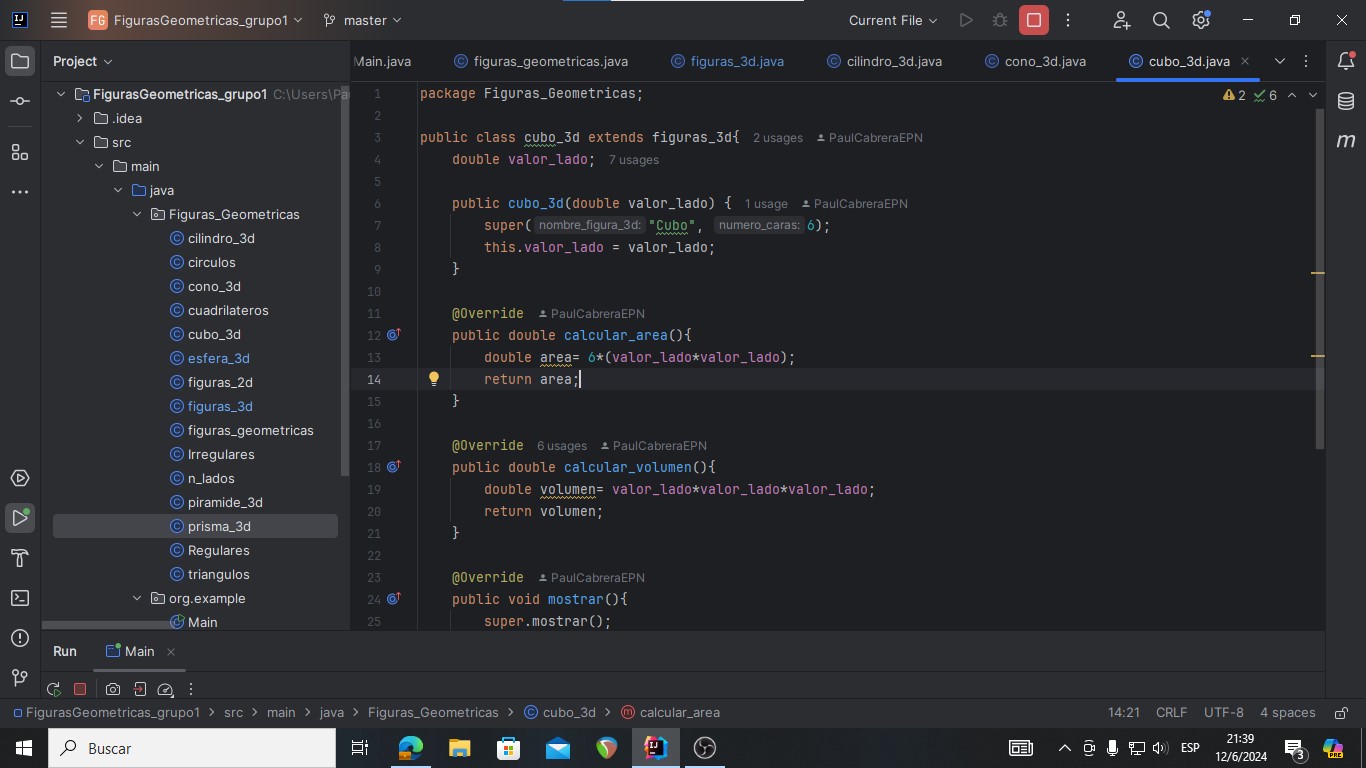 FG FigurasGeometricas_grupo1 master Current File
Project
Main.java figuras_geometricas.java figuras_3d.java cilindro_3d.java cono_3d.java cubo_3d.java
FigurasGeometricas_grupo1 C:\Users\Pa
.idea
src
main
java
Figuras_Geometricas
cilindro_3d
circulos
cono_3d
cuadrilateros
cubo_3d
esfera_3d
figuras_2d
figuras_3d
figuras_geometricas
Irregulares
n_lados
piramide_3d
prisma_3d
Regulares
triangulos
org.example
Main
2 6
1 package Figuras_Geometricas;
2
3 public class cubo_3d extends figuras_3d{ 2 usages PaulCabreraEPN
4 double valor_lado; 7 usages
5
6 public cubo_3d(double valor_lado) { 1 usage PaulCabreraEPN
7 super( nombre_figura_3d: "Cubo", numero_caras: 6);
8 this.valor_lado = valor_lado;
9 }
10
11 @Override PaulCabreraEPN
12 public double calcular_area(){
13 double area= 6*(valor_lado*valor_lado);
14 return area;
15 }
16
17 @Override 6 usages PaulCabreraEPN
18 public double calcular_volumen(){
19 double volumen= valor_lado*valor_lado*valor_lado;
20 return volumen;
21 }
22
23 @Override PaulCabreraEPN
24 public void mostrar(){
25 super.mostrar();
m
Run Main
FigurasGeometricas_grupo1 > src > main > java > Figuras_Geometricas > cubo_3d > calcular_area 14:21 CRLF UTF-8 4 spaces
Buscar ESP 21:39
12/6/2024 3